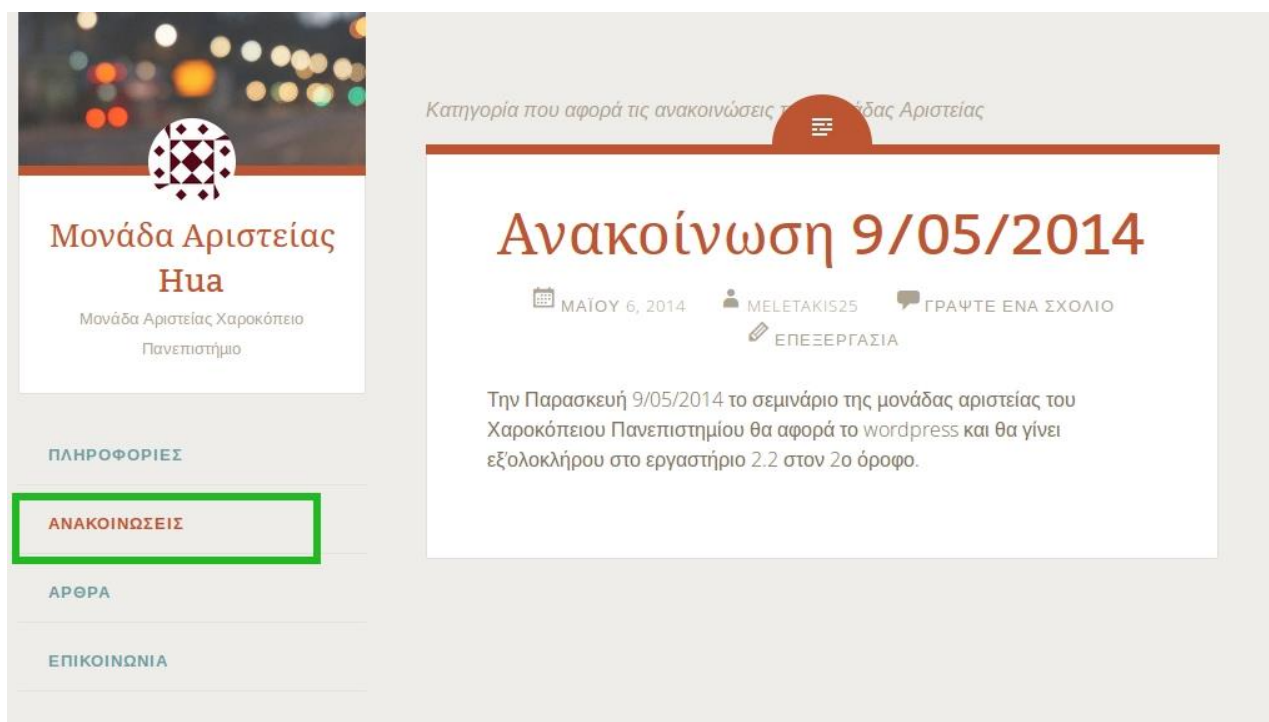 Μονάδα Αριστείας
Hua
Μονάδα Αριστείας Χαροκόπειο
Πανεπιστήμιο
ΠΛΗΡΟΦΟΡΙΕΣ
ΑΝΑΚΟΙΝΩΣΕΙΣ
ΑΡΘΡΑ
ΕΠΙΚΟΙΝΩΝΙΑ
Κατηγορία που αφορά τις ανακοινώσεις Αριστείας
Ανακοίνωση 9/05/2014
ΜΑΪΟΥ 6, 2014 MELETAKIS25 ΓΡΑΨΤΕ ΕΝΑ ΣΧΟΛΙΟ
ΕΠΕΞΕΡΓΑΣΙΑ
Την Παρασκευή 9/05/2014 το σεμινάριο της μονάδας αριστείας του
Χαροκόπειου Πανεπιστημίου θα αφορά το wordpress και θα γίνει
εξ'ολοκλήρου στο εργαστήριο 2.2 στον 2ο όροφο.